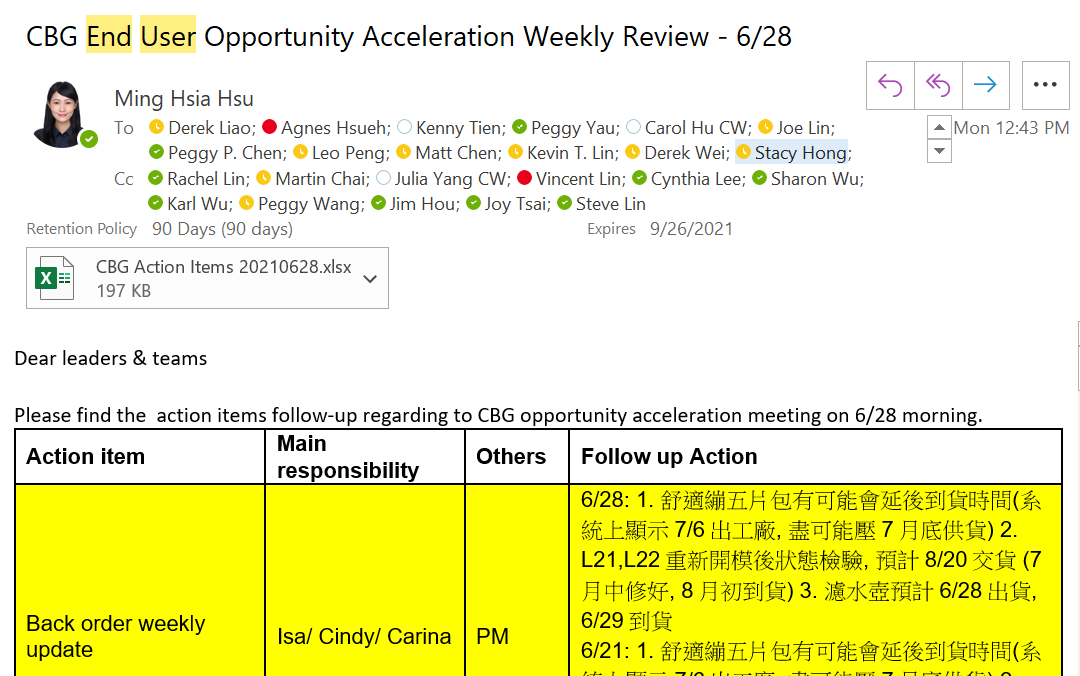 CBG End User Opportunity Acceleration Weekly Review - 6/28
Ming Hsia Hsu
To Derek Liao; Agnes Hsueh; Kenny Tien; Peggy Yau; Carol Hu CW; Joe Lin;
Peggy P. Chen; Leo Peng; Matt Chen; Kevin T. Lin; Derek Wei; Stacy Hong;
Mon 12:43 PM
Cc Rachel Lin; Martin Chai; Julia Yang CW; Vincent Lin; Cynthia Lee; Sharon Wu;
Karl Wu; Peggy Wang; Jim Hou; Joy Tsai; Steve Lin
Retention Policy 90 Days (90 days) Expires 9/26/2021
CBG Action Items 20210628.xlsx
197 KB
Dear leaders & teams
Please find the  action items follow-up regarding to CBG opportunity acceleration meeting on 6/28 morning.
Action item
Main
responsibility
Others
Follow up Action
Back order weekly
update
Isa/ Cindy/ Carina
PM
6/28: 1. 舒適繃五片包有可能會延後到貨時間(系
統上顯示 7/6 出工廠, 盡可能壓 7 月底供貨) 2.
L21,L22 重新開模後狀態檢驗, 預計 8/20 交貨 (7
月中修好, 8 月初到貨) 3. 濾水壺預計 6/28 出貨,
6/29 到貨
6/21: 1. 舒適繃五片包有可能會延後到貨時間(系